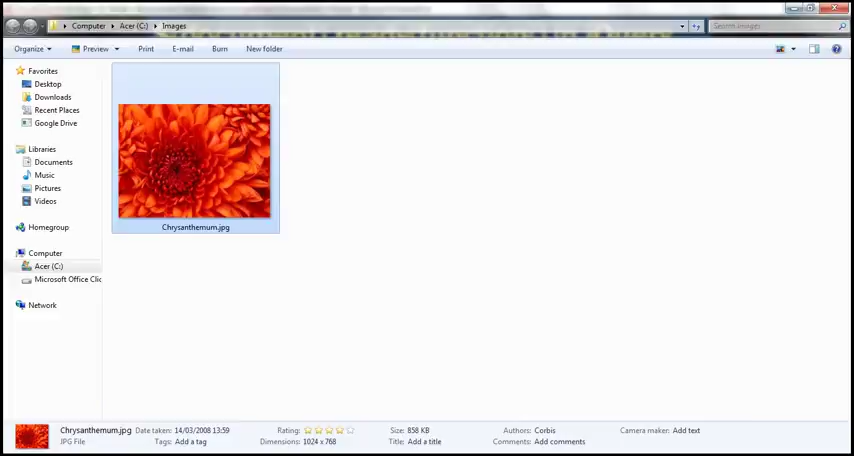 Computer Acer (C:) Images
Search Images
Organize Preview Print E-mail Burn New folder
Favorites
Desktop
Downloads
Recent Places
Google Drive
Libraries
Documents
Music
Pictures
Videos
Homegroup
Computer
Acer (C:)
Microsoft Office Clic
Network
Chrysanthemum.jpg
Chrysanthemum.jpg Date taken: 14/03/2008 13:59 Rating: Size: 858 KB Authors: Corbis Camera maker: Add text
JPG File Tags: Add a tag Dimensions: 1024 x 768 Title: Add a title Comments: Add comments